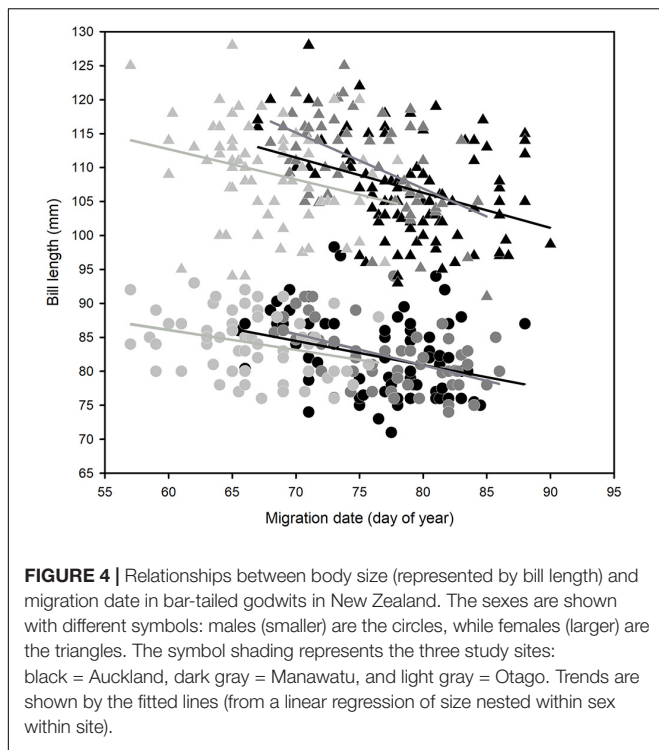 130
125
120
115
110
105
100
95
90
85
80
75
70
65
Bill length (mm)
55 60 65 70 75 80 85 90 95
Migration date (day of year)
FIGURE 4 | Relationships between body size (represented by bill length) and
migration date in bar-tailed godwits in New Zealand. The sexes are shown
with different symbols: males (smaller) are the circles, while females (larger) are
the triangles. The symbol shading represents the three study sites:
black = Auckland, dark gray = Manawatu, and light gray = Otago. Trends are
shown by the fitted lines (from a linear regression of size nested within sex
within site).